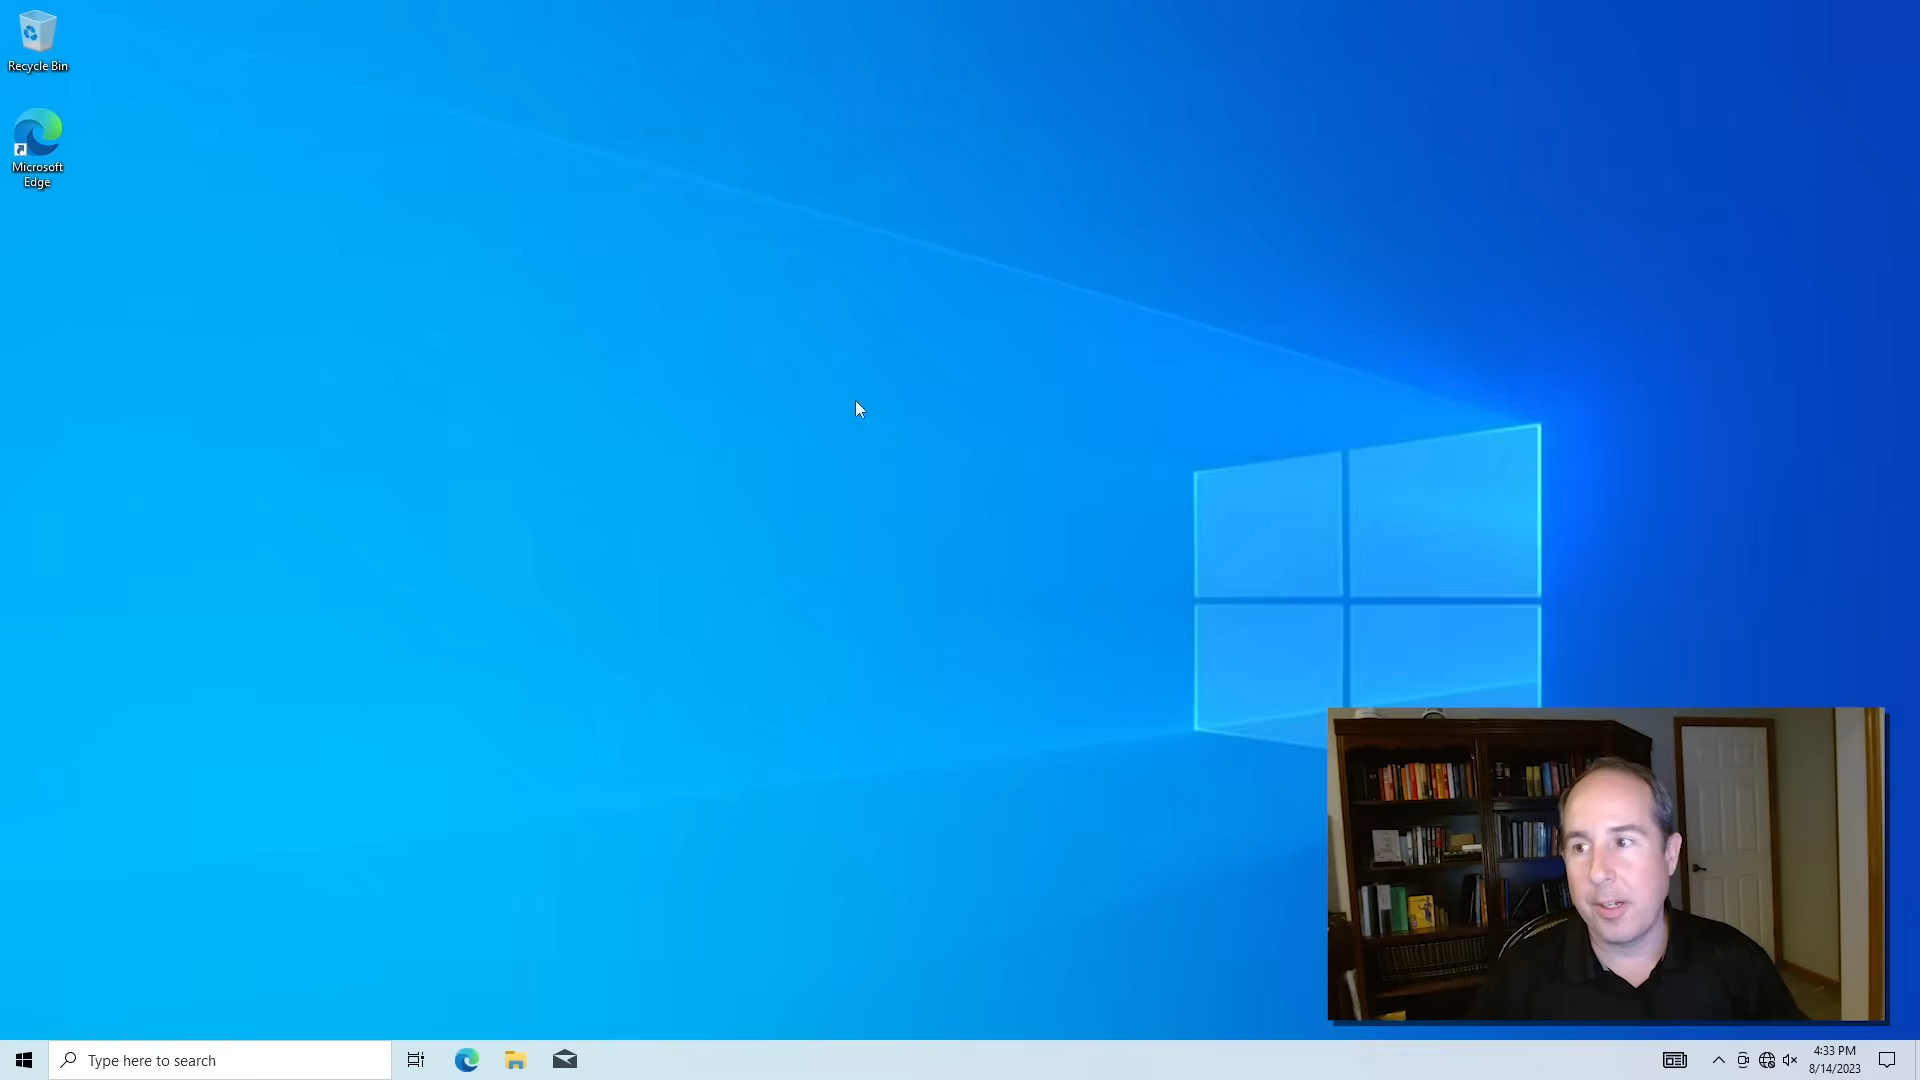 Recycle Bin
Microsoft
Edge
Type here to search
4:33 PM
8/14/2023